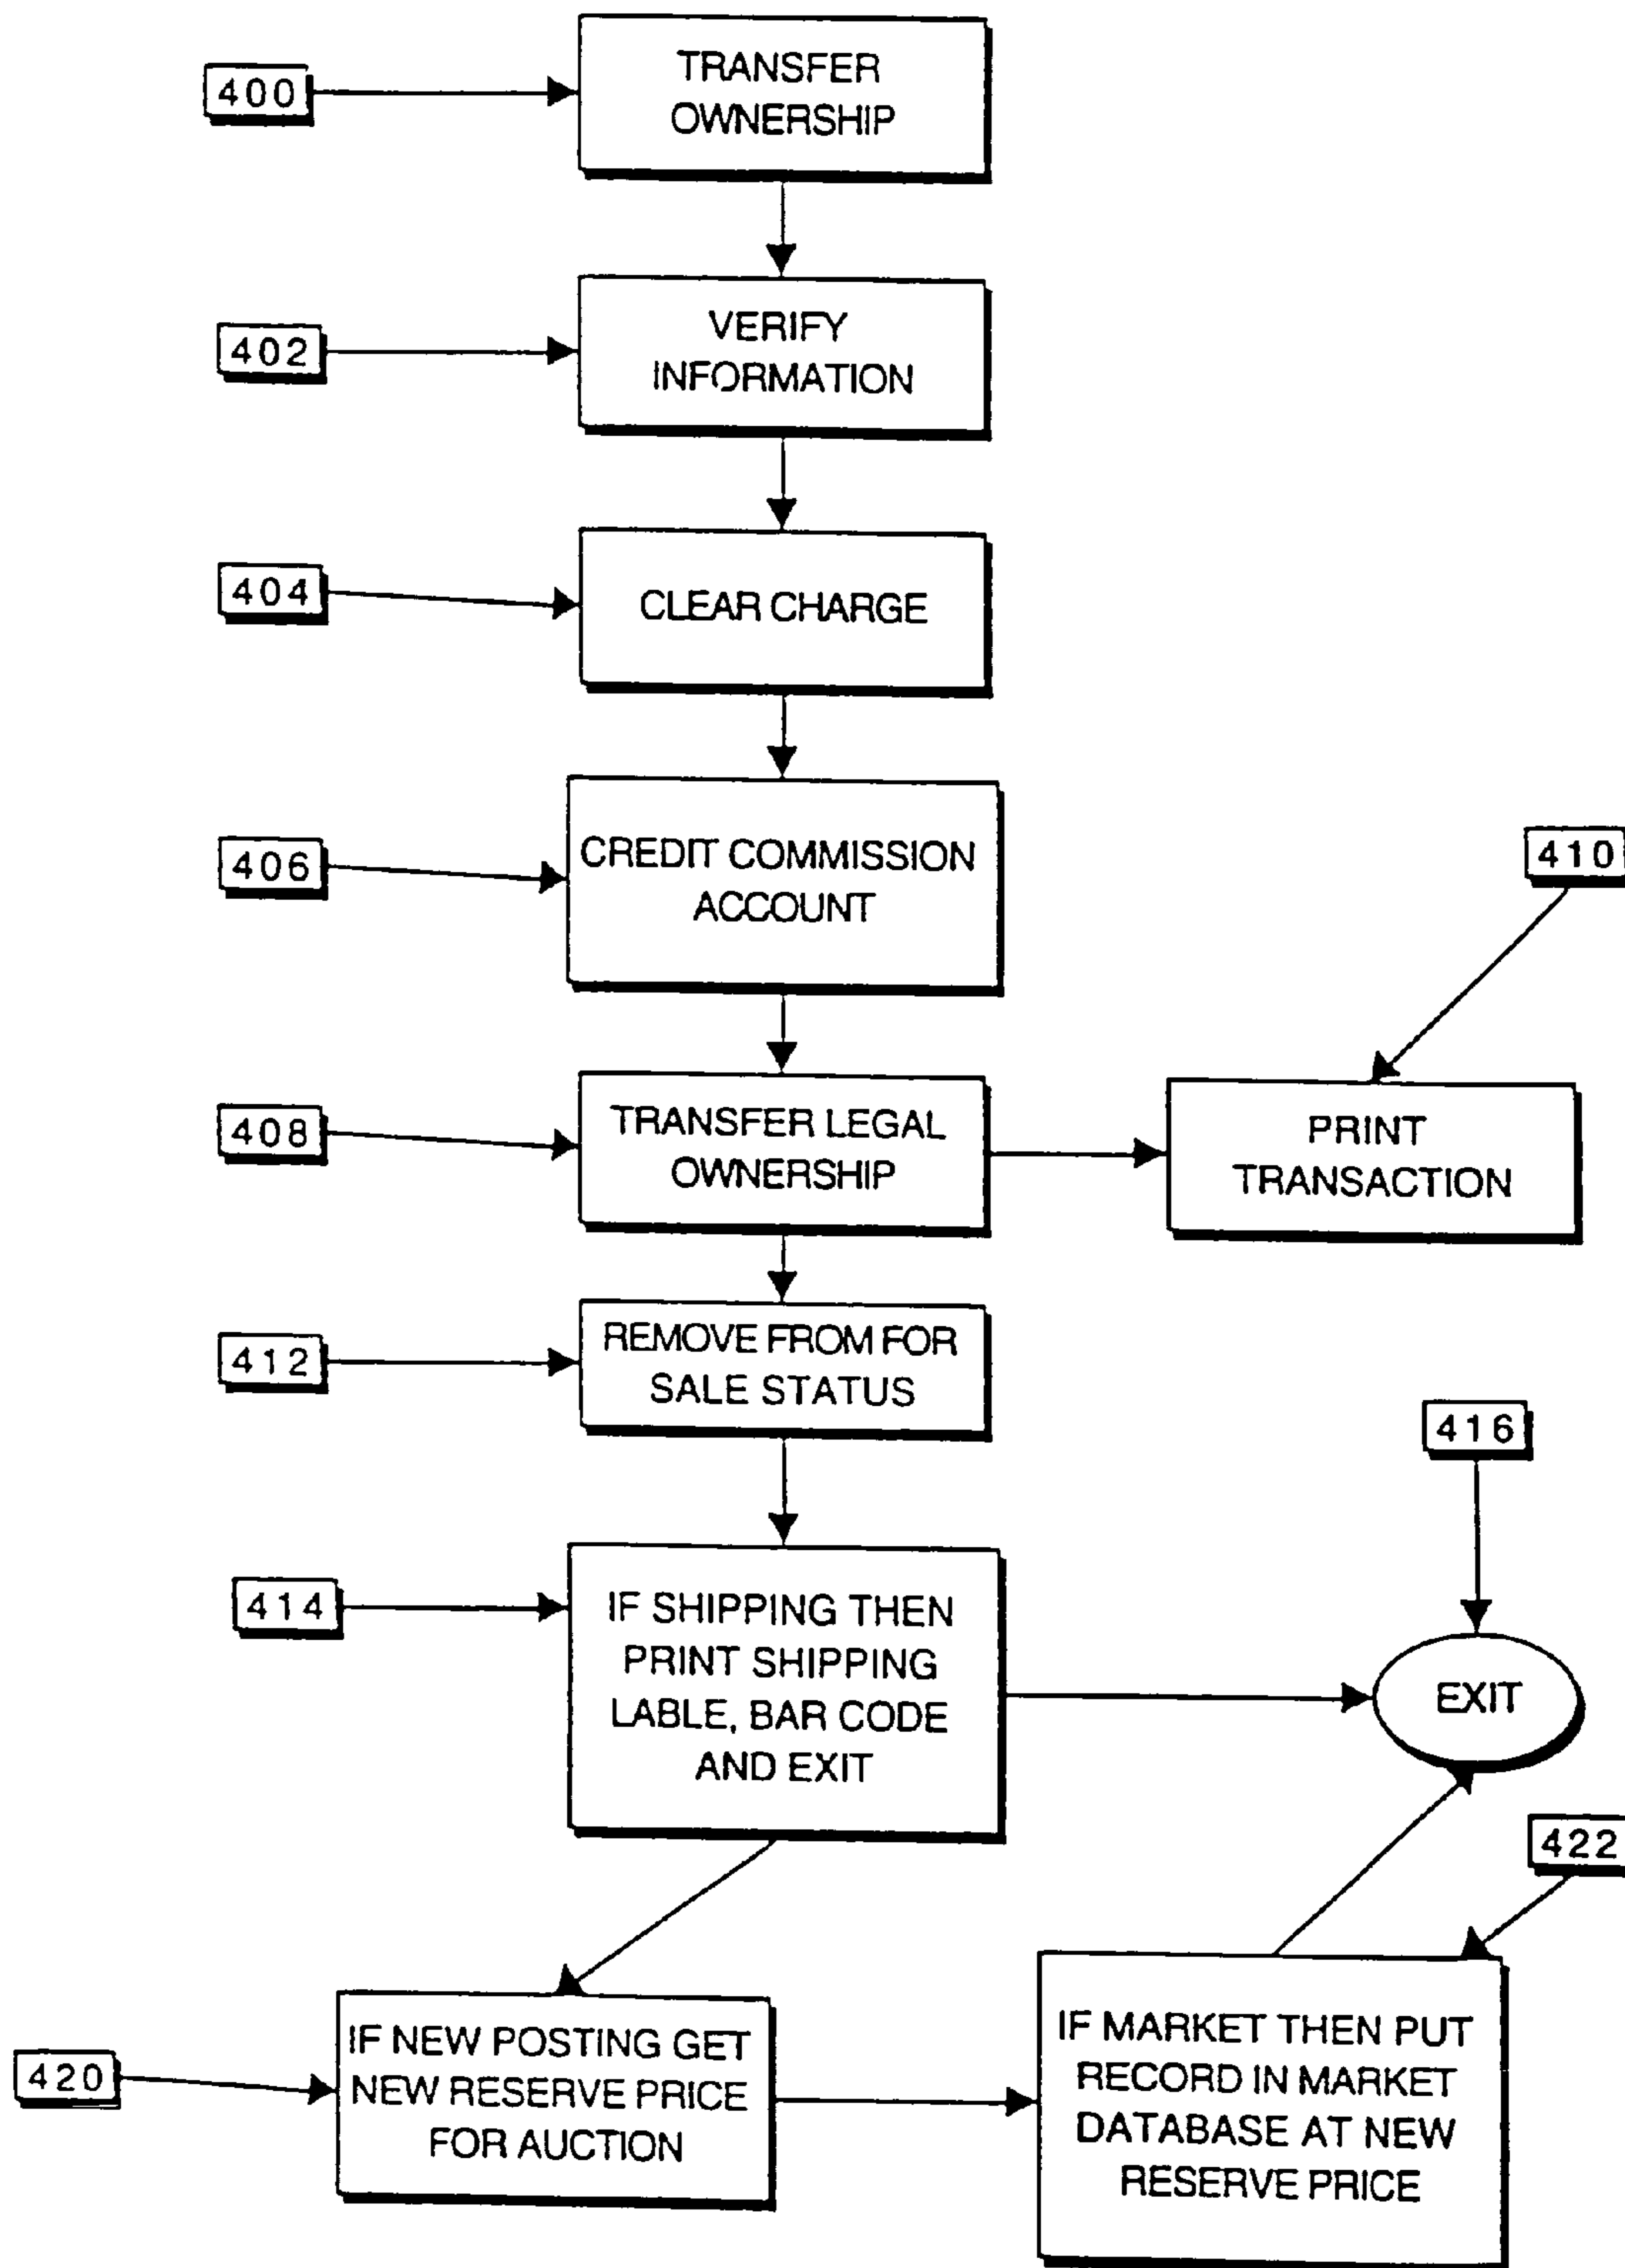 400
TRANSFER
OWNERSHIP
402
VERIFY
INFORMATION
404
CLEAR CHARGE
406
CREDIT COMMISSION
ACCOUNT
410
408
TRANSFER LEGAL
OWNERSHIP
PRINT
TRANSACTION
412
REMOVE FROM FOR
SALE STATUS
416
414
IF SHIPPING THEN
PRINT SHIPPING
LABLE, BAR CODE
AND EXIT
EXIT
422
420
IF NEW POSTING GET
NEW RESERVE PRICE
FOR AUCTION
IF MARKET THEN PUT
RECORD IN MARKET
DATABASE AT NEW
RESERVE PRICE